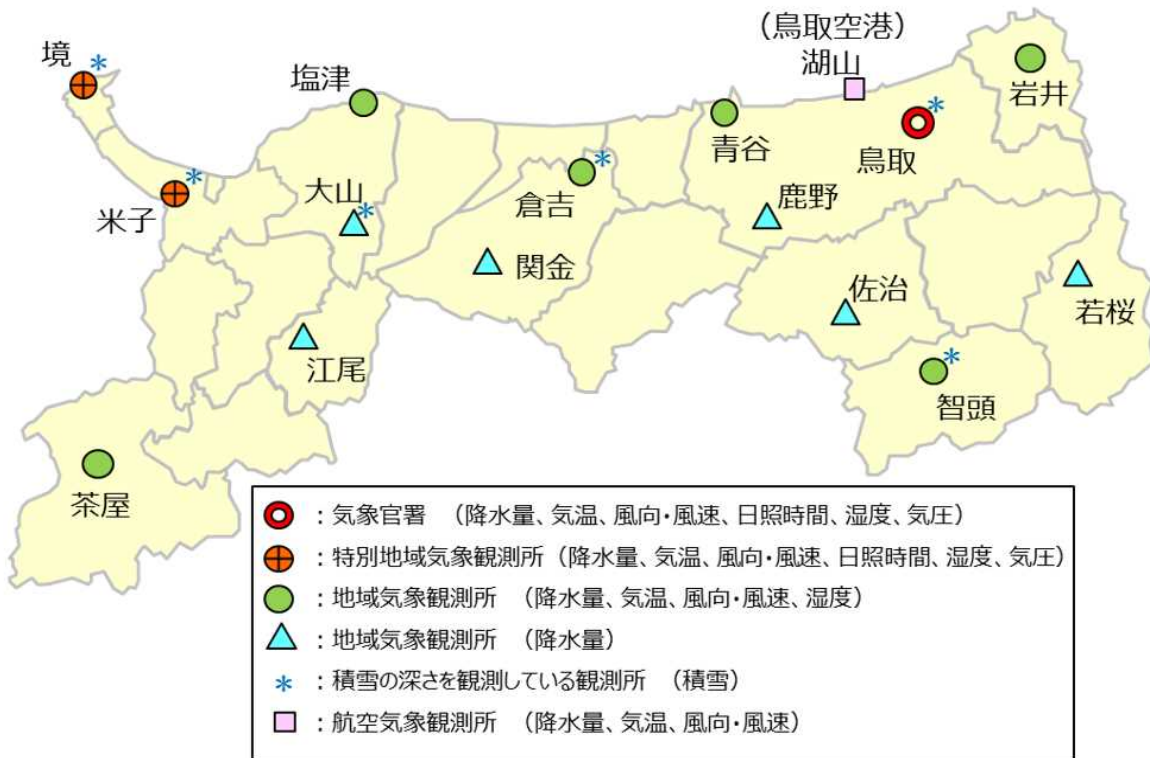 （鳥取空港）
湖山
境
*
塩津
岩井
青谷
鳥取
*
米子
*
大山
*
倉吉
*
鹿野
関金
佐治
若桜
江尾
智頭
*
茶屋
：気象官署　（降水量、気温、風向・風速、日照時間、湿度、気圧）
：特別地域気象観測所（降水量、気温、風向・風速、日照時間、湿度、気圧）
：地域気象観測所　（降水量、気温、風向・風速、湿度）
：地域気象観測所　（降水量）
*：積雪の深さを観測している観測所　（積雪）
：航空気象観測所　（降水量、気温、風向・風速）